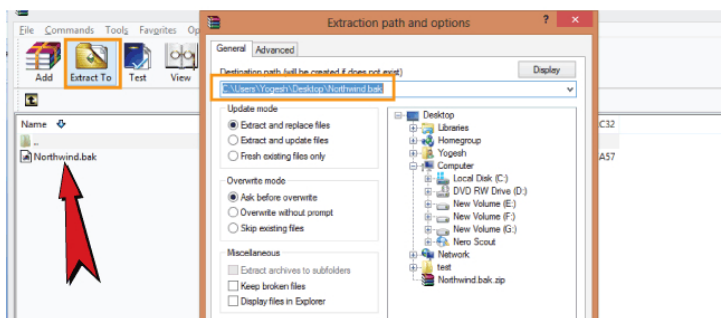 File Commands Tools Favorites Op
Add Extract To Test View
Name
Northwind.bak
C32
A57
Extraction path and options
? ×
General Advanced
Destination path (will be created if does not exist)
Display
C:\Users\Yogesh\Desktop\Northwind.bak
Update mode
Extract and replace files
Extract and update files
Fresh existing files only
Overwrite mode
Ask before overwrite
Overwrite without prompt
Skip existing files
Miscellaneous
Extract archives to subfolders
Keep broken files
Display files in Explorer
Desktop
Libraries
Homegroup
Yogesh
Computer
Local Disk (C:)
DVD RW Drive (D:)
New Volume (E:)
New Volume (F:)
New Volume (G:)
Nero Scout
Network
test
Northwind.bak.zip